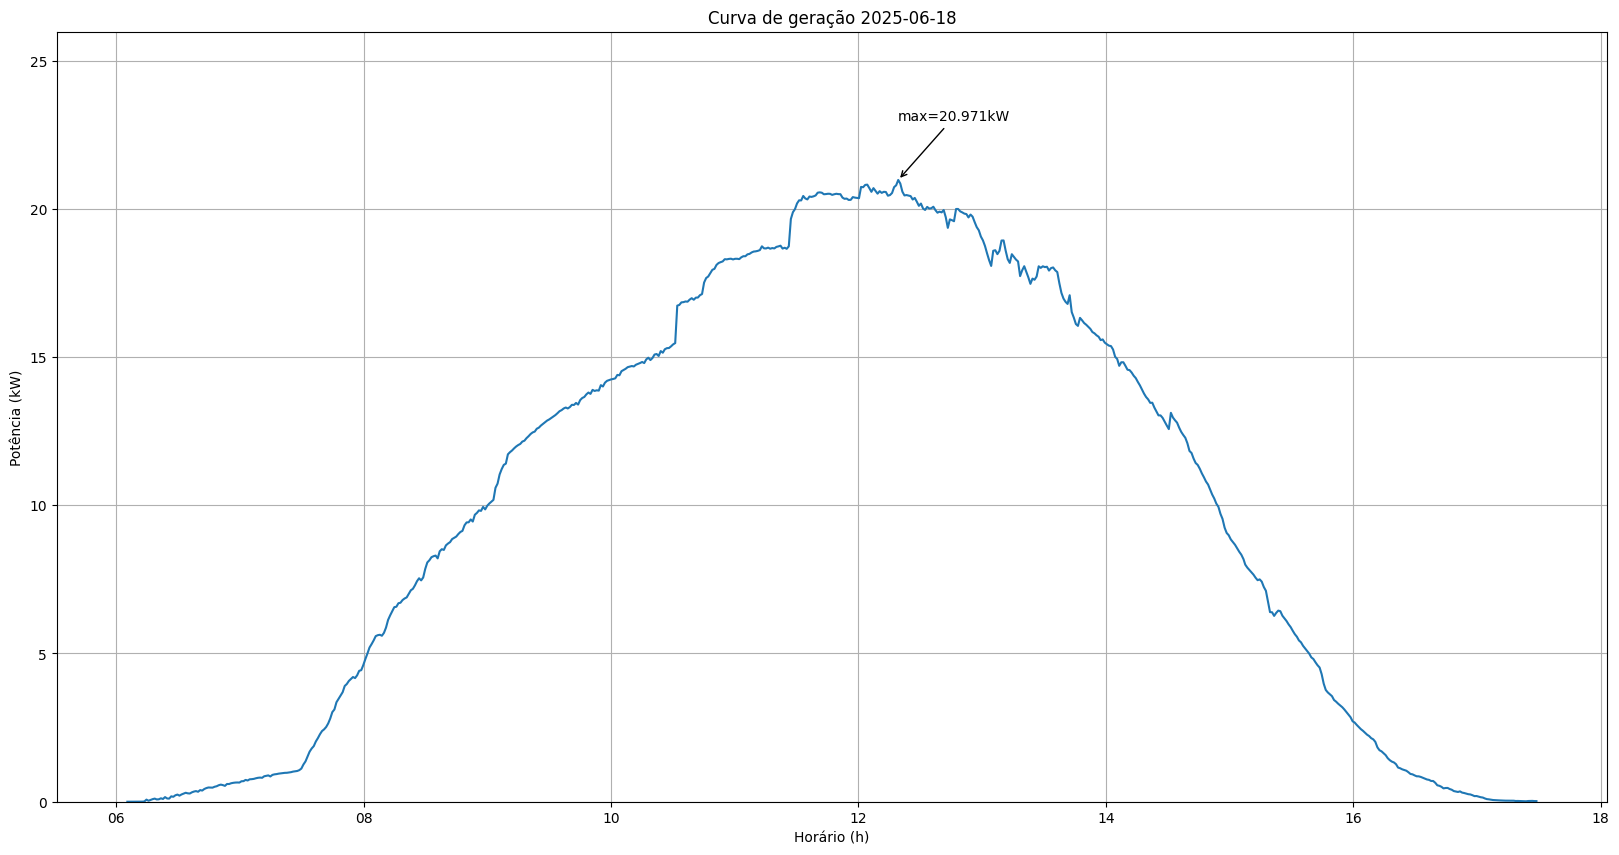 Curva de geração 2025-06-18
25
max=20.971kW
20
15
Potência (kW)
10
5
0
06 08 10 12 14 16 18
Horário (h)